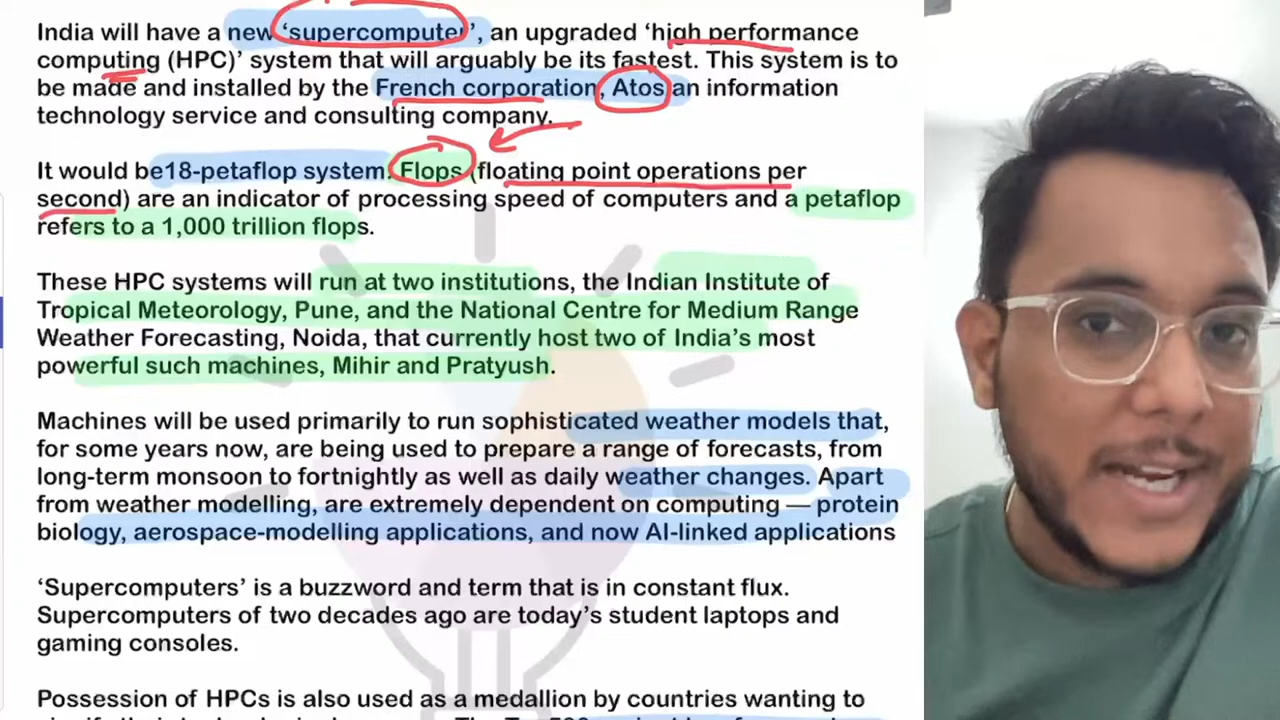 India will have a new ‘supercomputer’, an upgraded ‘high performance
computing (HPC)’ system that will arguably be its fastest. This system is to
be made and installed by the French corporation, Atos an information
technology service and consulting company.
It would be18-petaflop system. Flops (floating point operations per
second) are an indicator of processing speed of computers and a petaflop
refers to a 1,000 trillion flops.
These HPC systems will run at two institutions, the Indian Institute of
Tropical Meteorology, Pune, and the National Centre for Medium Range
Weather Forecasting, Noida, that currently host two of India’s most
powerful such machines, Mihir and Pratyush.
Machines will be used primarily to run sophisticated weather models that,
for some years now, are being used to prepare a range of forecasts, from
long-term monsoon to fortnightly as well as daily weather changes. Apart
from weather modelling, are extremely dependent on computing — protein
biology, aerospace-modelling applications, and now AI-linked applications
‘Supercomputers’ is a buzzword and term that is in constant flux.
Supercomputers of two decades ago are today’s student laptops and
gaming consoles.
Possession of HPCs is also used as a medallion by countries wanting to